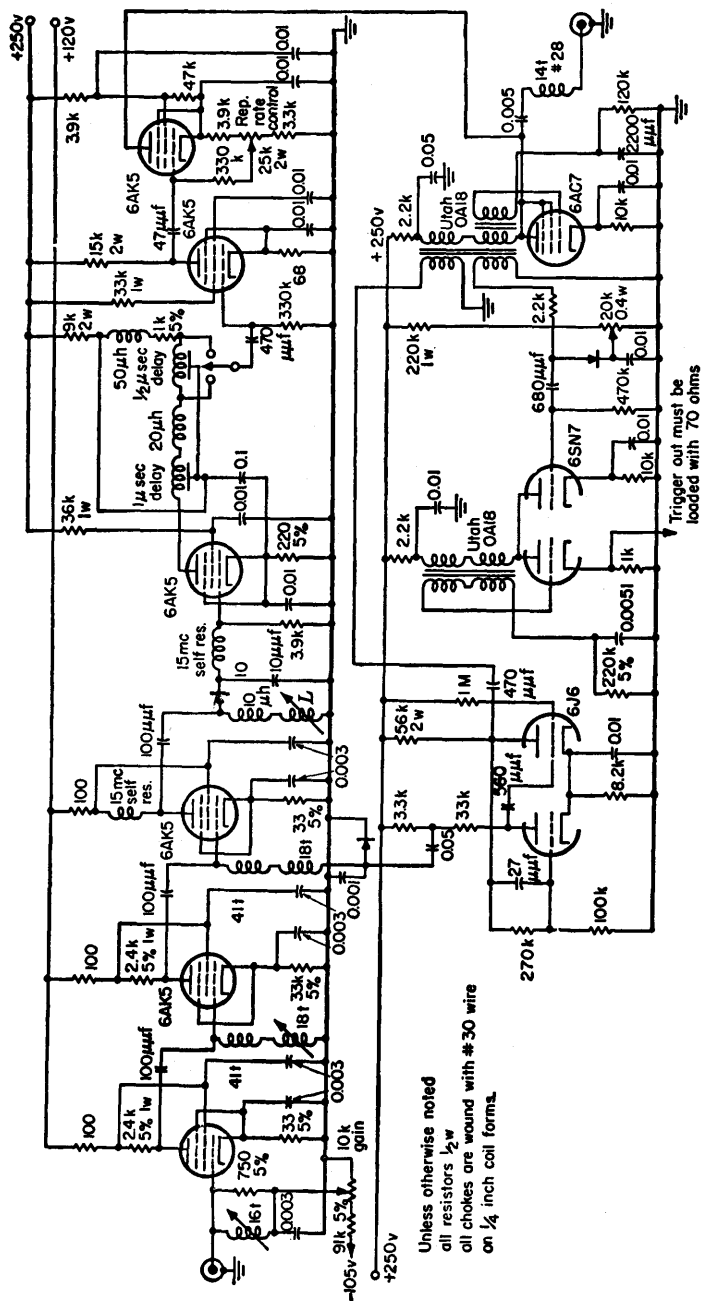 +250v
+120v
100
2.4k
5% 1w
100μμf
41t
750
5%
33
5%
0.003
10k
gain
16t
0.003
91k 5%
-105v
100
2.4k
5% 1w
6AK5
100μμf
41t
18t
33k
5%
0.003
0.001
100
15mc
self
res.
6AK5
100μμf
18t
33
5%
0.003
10
μh
L
10
10μμf
15mc
self res.
3.9k
6AK5
0.01
220
5%
0.01
0.1
36k
1w
1μsec
delay
20μh
½μsec
delay
50μh
1k
5%
9k
2w
470
μμf
330k
33k
1w
15k
2w
47μμf
6AK5
68
0.01
0.01
6AK5
330
k
3.9k
Rep.
rate
control
25k
2w
3.3k
3.9k
47k
0.01
0.01
+250v
270k
27
μμf
100k
3.3k
0.05
33k
560
μμf
56k
2w
1M
470
μμf
6J6
8.2k
0.01
220k
5%
0.0051
2.2k
0.01
Utah
0A18
6SN7
1k
10k
0.01
470k
680μμf
2.2k
220k
1w
20k
0.4w
0.01
+250v
2.2k
0.05
Utah
0A18
6AC7
10k
0.01
2200
μμf
120k
0.005
14t
#28
Trigger out must be
loaded with 70 ohms
Unless otherwise noted
all resistors ½w
all chokes are wound with #30 wire
on ¼ inch coil forms.